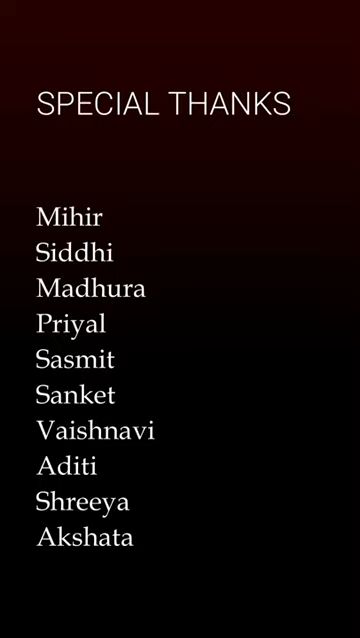 SPECIAL THANKS
Mihir
Siddhi
Madhura
Priyal
Sasmit
Sanket
Vaishnavi
Aditi
Shreeya
Akshata